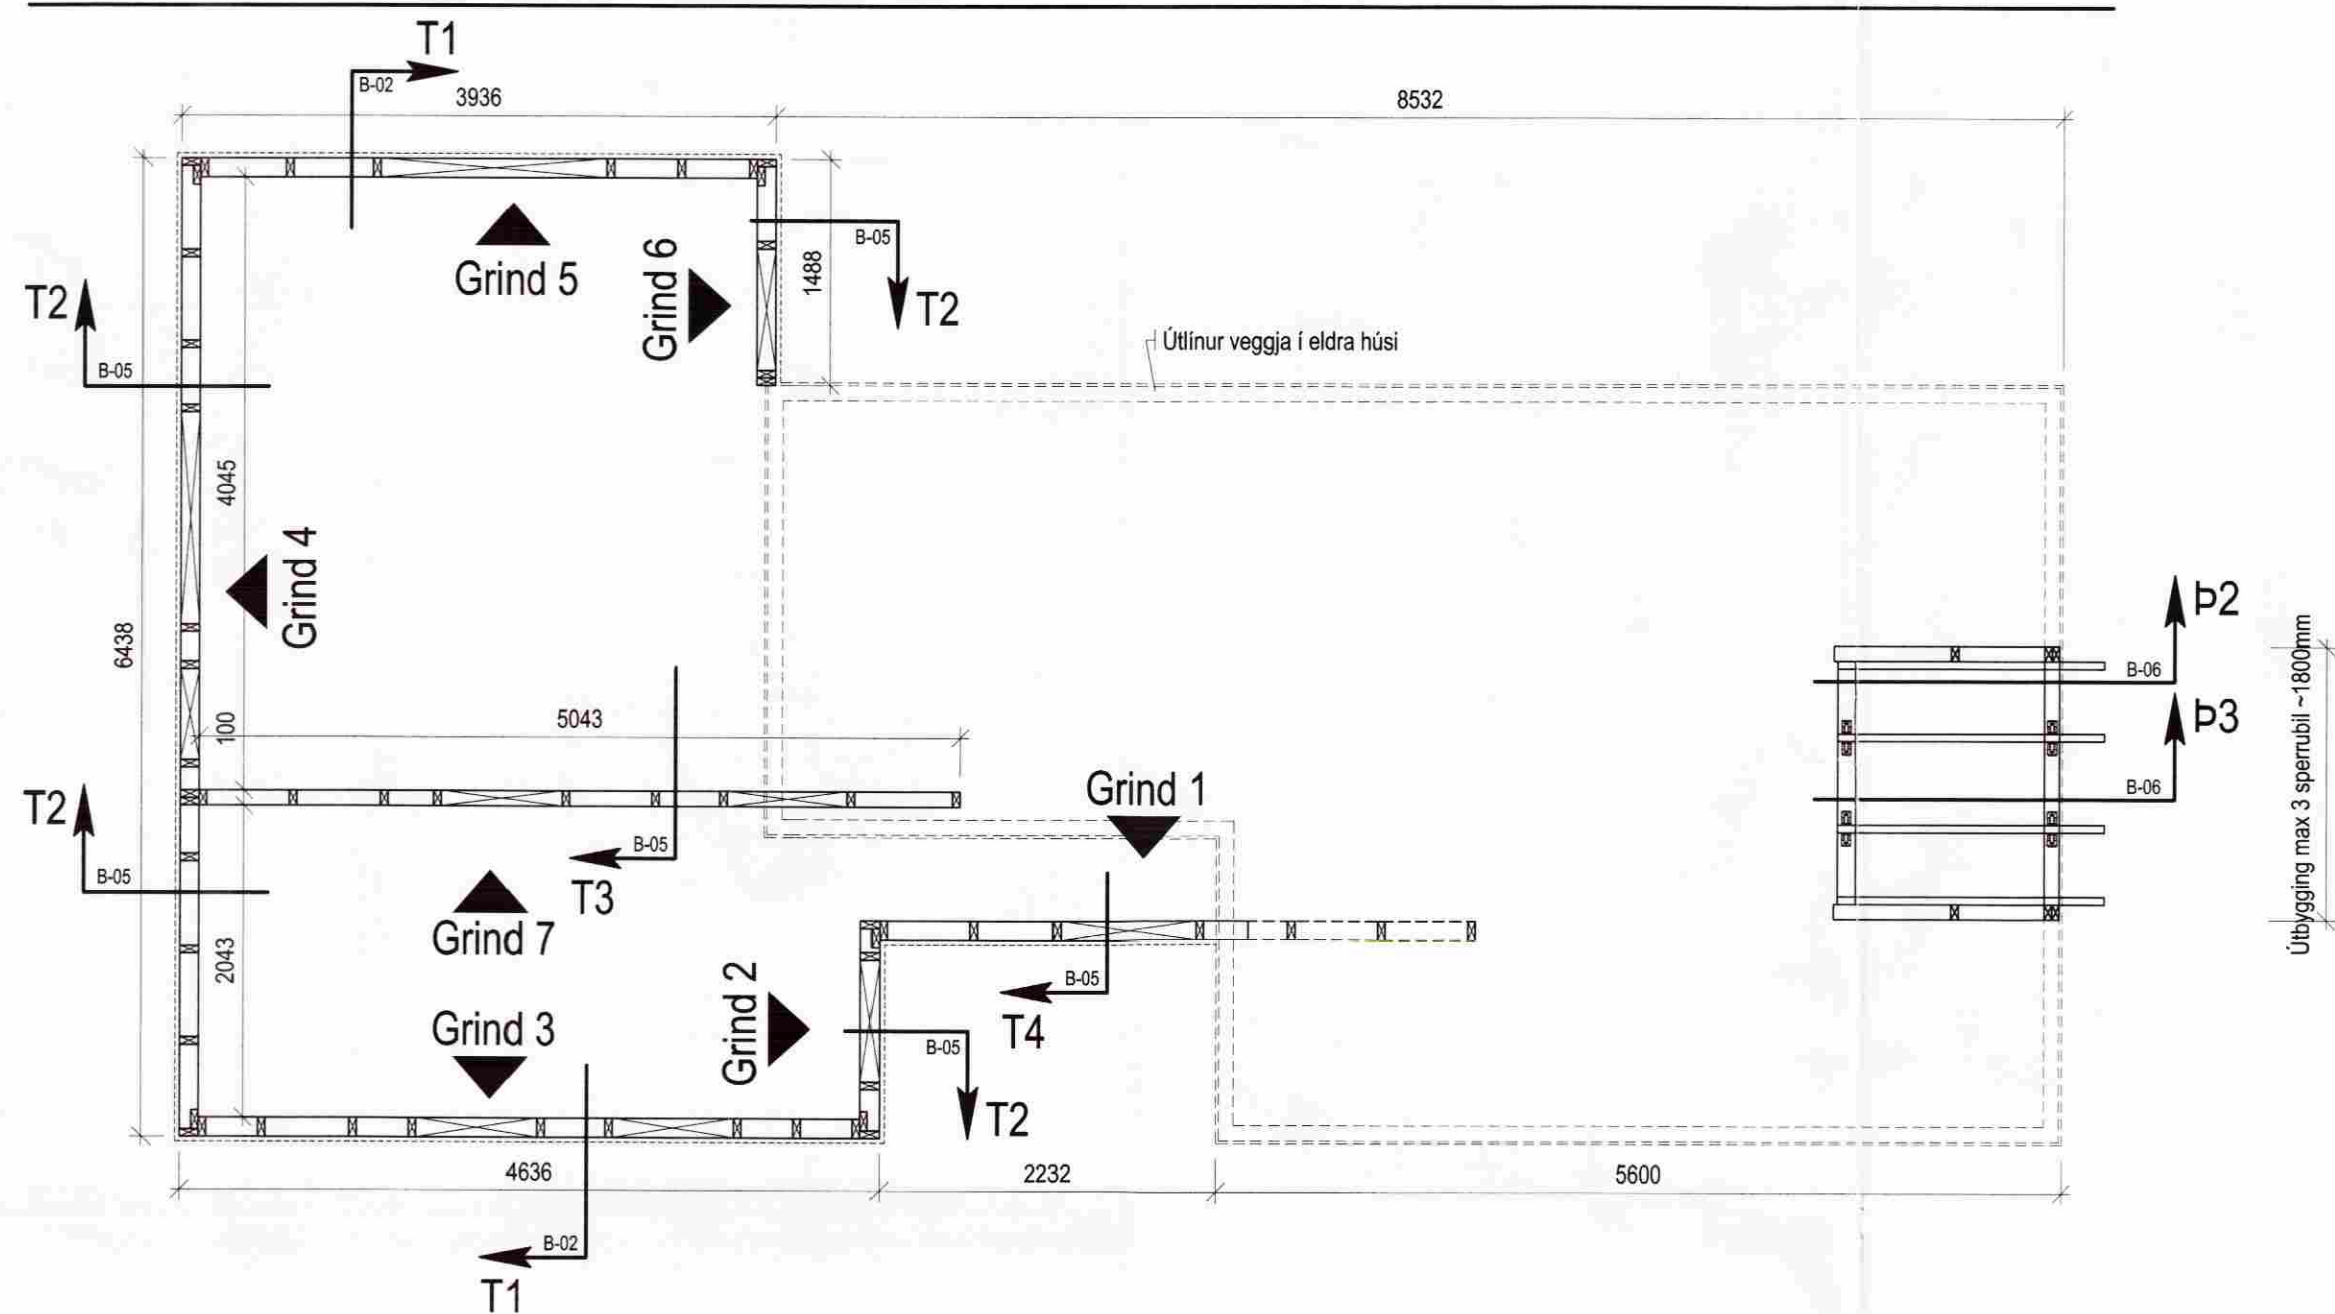 T1
B-02
3936
8532
Grind 5
Grind 6
1488
B-05
T2
T2
B-05
Útlínur veggja í eldra húsi
4045
Grind 4
6438
Þ2
B-06
Þ3
B-06
Útbygging max 3 sperrubil ~1800mm
100
5043
Grind 1
T2
B-05
B-05
T3
Grind 7
2043
Grind 3
Grind 2
B-05
T4
B-05
T2
4636
2232
5600
B-02
T1